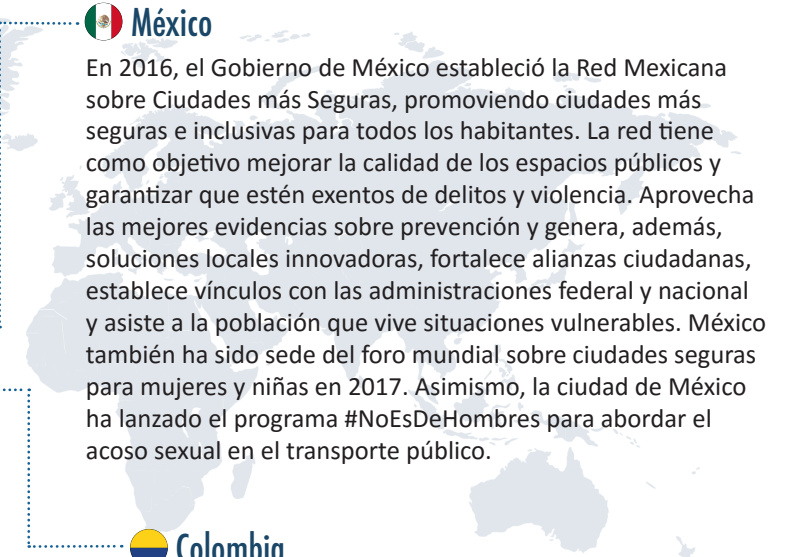 México
En 2016, el Gobierno de México estableció la Red Mexicana
sobre Ciudades más Seguras, promoviendo ciudades más
seguras e inclusivas para todos los habitantes. La red tiene
como objetivo mejorar la calidad de los espacios públicos y
garantizar que estén exentos de delitos y violencia. Aprovecha
las mejores evidencias sobre prevención y genera, además,
soluciones locales innovadoras, fortalece alianzas ciudadanas,
establece vínculos con las administraciones federal y nacional
y asiste a la población que vive situaciones vulnerables. México
también ha sido sede del foro mundial sobre ciudades seguras
para mujeres y niñas en 2017. Asimismo, la ciudad de México
ha lanzado el programa #NoEsDeHombres para abordar el
acoso sexual en el transporte público.
Colombia